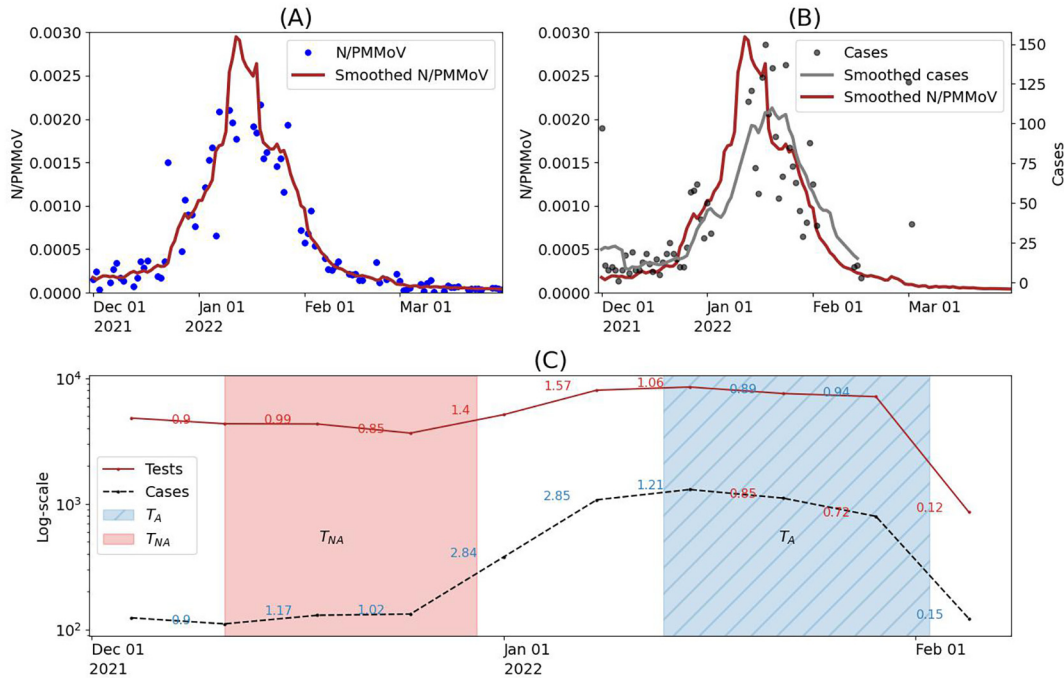 (A)
0.0030
0.0025
0.0020
0.0015
0.0010
0.0005
0.0000
N/PMMoV
N/PMMoV
Smoothed N/PMMoV
Dec 01
2021
Jan 01
2022
Feb 01
Mar 01
(B)
0.0030
0.0025
0.0020
0.0015
0.0010
0.0005
0.0000
N/PMMoV
Cases
Smoothed cases
Smoothed N/PMMoV
150
125
100
75
50
25
0
Cases
Dec 01
2021
Jan 01
2022
Feb 01
Mar 01
(C)
10⁴
10³
10²
Log-scale
0.9 0.99 0.85 1.4 1.57 1.06 0.89 0.94 0.12
Tests
Cases
T_A
T_NA
T_NA
T_A
0.9 1.17 1.02 2.84 2.85 1.21 0.85 0.72 0.15
Dec 01
2021
Jan 01
2022
Feb 01